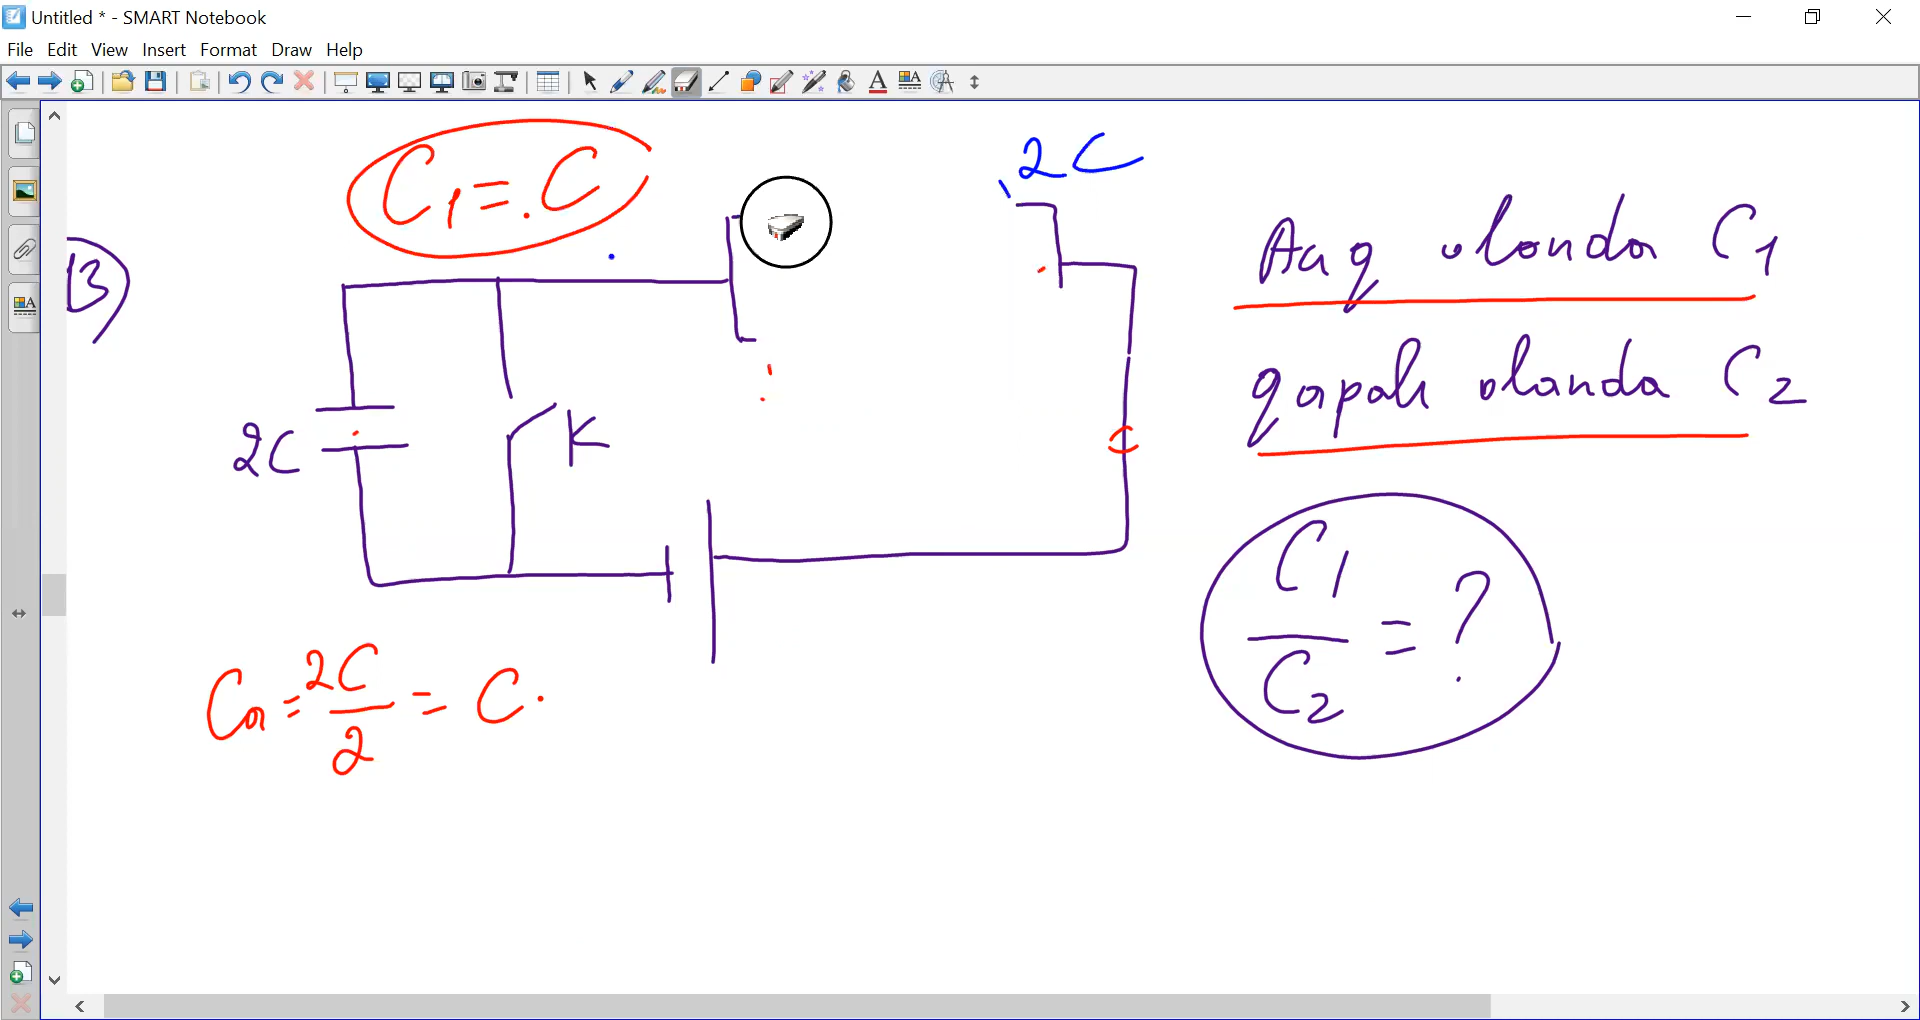 Untitled * - SMART Notebook
File Edit View Insert Format Draw Help
C1 = C
2C
13)
Açıq olanda C1
2C
K
qapalı olanda C2
C1/C2 = ?
Cü = 2C/2 = C